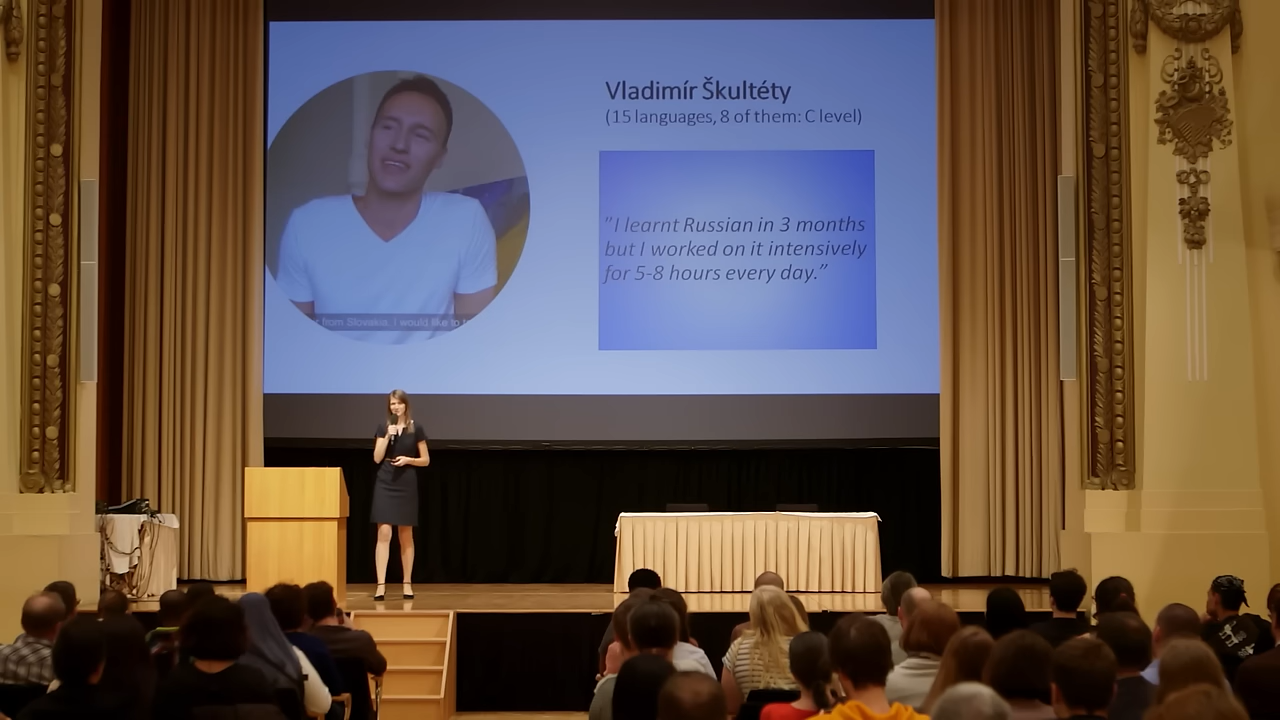 Vladimír Škultéty
(15 languages, 8 of them: C level)
"I learnt Russian in 3 months
but I worked on it intensively
for 5-8 hours every day."
from Slovakia. I would like to